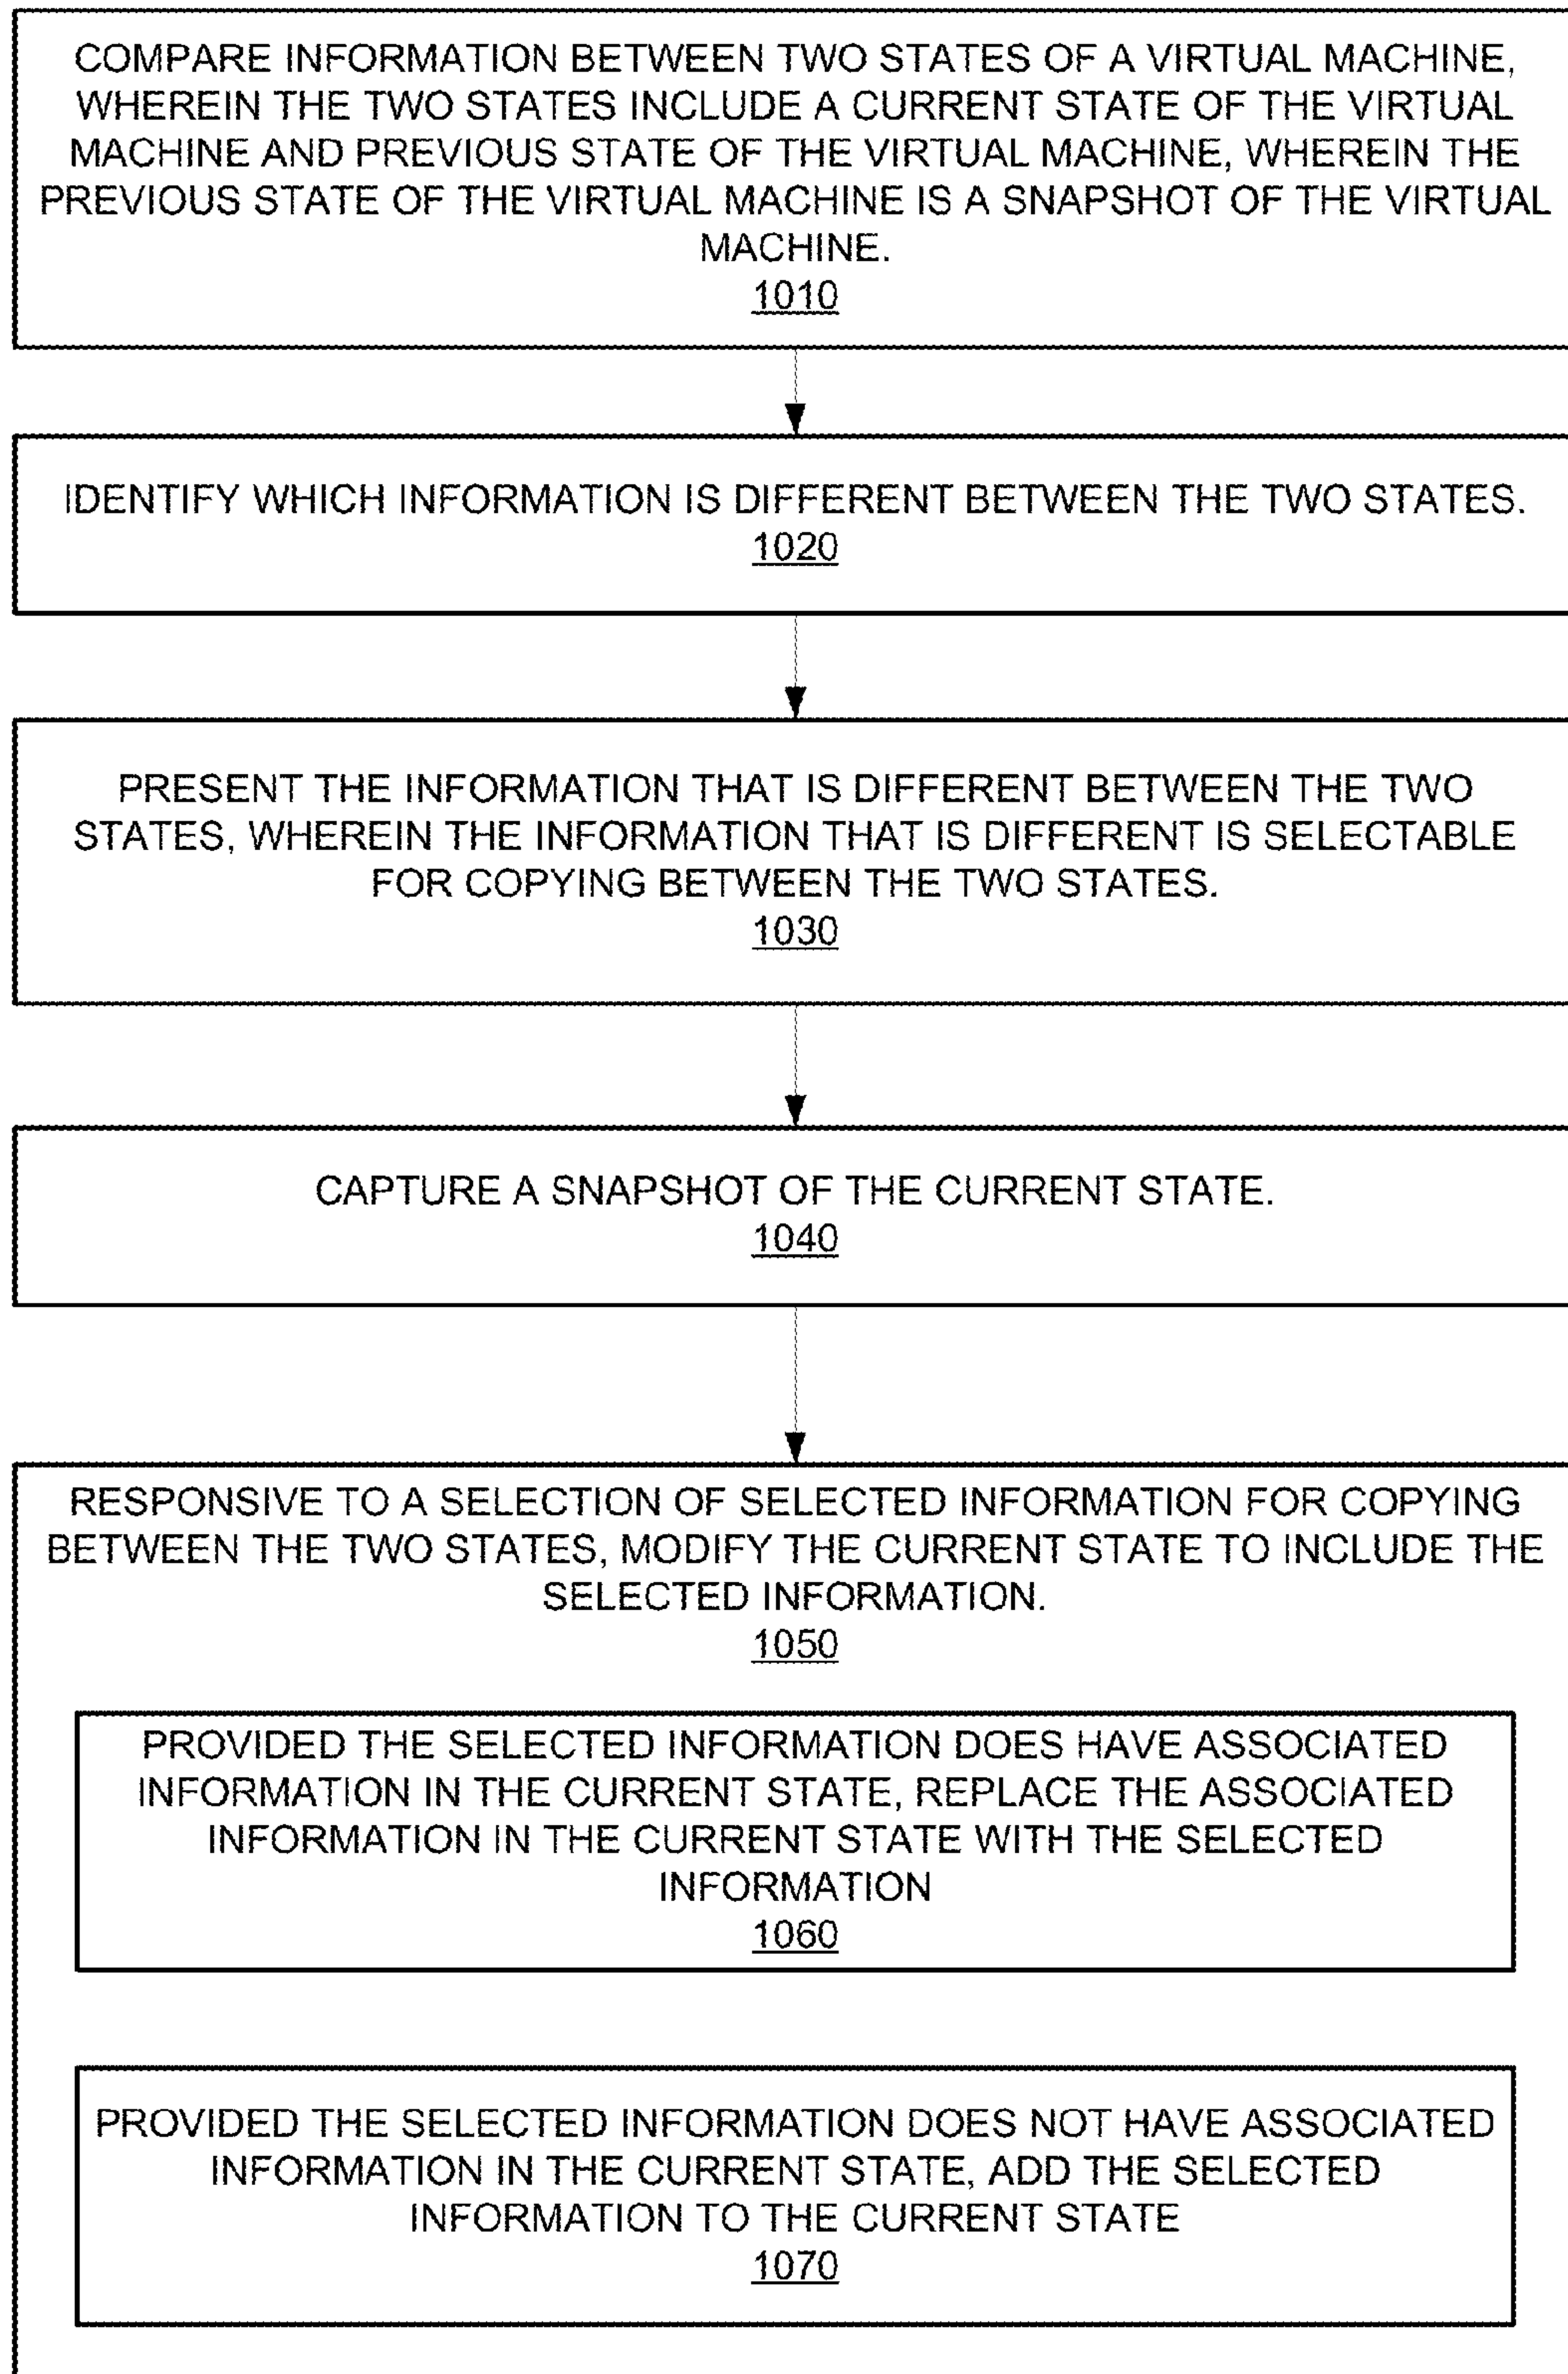 COMPARE INFORMATION BETWEEN TWO STATES OF A VIRTUAL MACHINE,
WHEREIN THE TWO STATES INCLUDE A CURRENT STATE OF THE VIRTUAL
MACHINE AND PREVIOUS STATE OF THE VIRTUAL MACHINE, WHEREIN THE
PREVIOUS STATE OF THE VIRTUAL MACHINE IS A SNAPSHOT OF THE VIRTUAL
MACHINE.
1010
IDENTIFY WHICH INFORMATION IS DIFFERENT BETWEEN THE TWO STATES.
1020
PRESENT THE INFORMATION THAT IS DIFFERENT BETWEEN THE TWO
STATES, WHEREIN THE INFORMATION THAT IS DIFFERENT IS SELECTABLE
FOR COPYING BETWEEN THE TWO STATES.
1030
CAPTURE A SNAPSHOT OF THE CURRENT STATE.
1040
RESPONSIVE TO A SELECTION OF SELECTED INFORMATION FOR COPYING
BETWEEN THE TWO STATES, MODIFY THE CURRENT STATE TO INCLUDE THE
SELECTED INFORMATION.
1050
PROVIDED THE SELECTED INFORMATION DOES HAVE ASSOCIATED
INFORMATION IN THE CURRENT STATE, REPLACE THE ASSOCIATED
INFORMATION IN THE CURRENT STATE WITH THE SELECTED
INFORMATION
1060
PROVIDED THE SELECTED INFORMATION DOES NOT HAVE ASSOCIATED
INFORMATION IN THE CURRENT STATE, ADD THE SELECTED
INFORMATION TO THE CURRENT STATE
1070